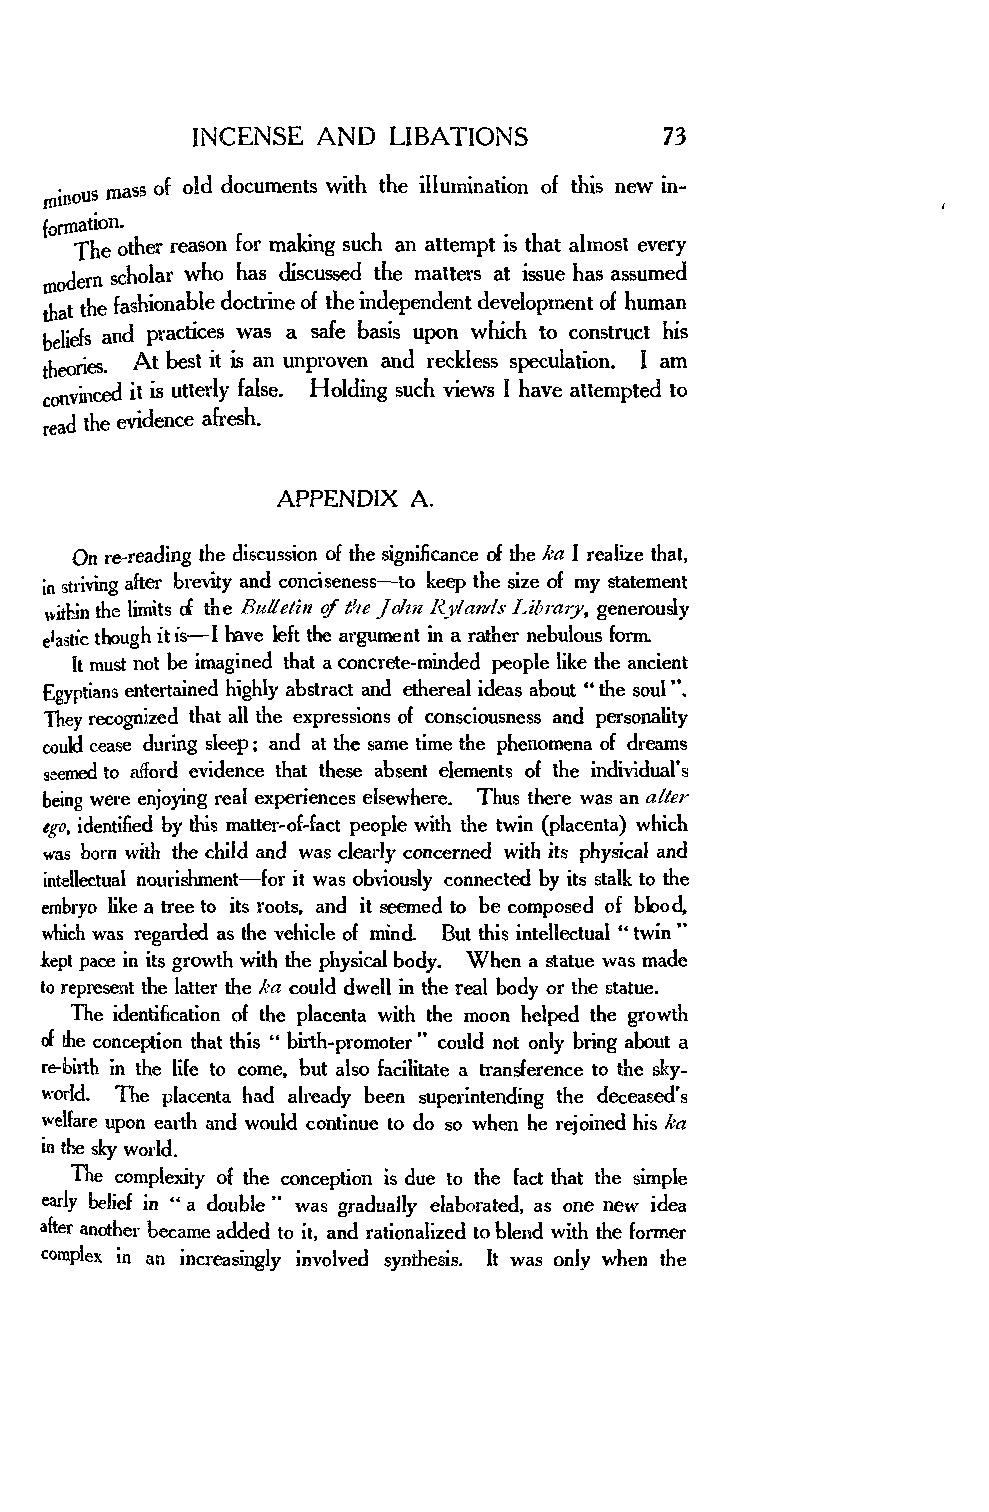 INCENSE AND LIBATIONS 73
minous mass of old documents with the illumination of this new in-
formation.
The other reason for making such an attempt is that almost every
modern scholar who has discussed the matters at issue has assumed
that the fashionable doctrine of the independent development of human
beliefs and practices was a safe basis upon which to construct his
theories. At best it is an unproven and reckless speculation. I am
convinced it is utterly false. Holding such views I have attempted to
read the evidence afresh.
APPENDIX A.
On re-reading the discussion of the significance of the ka I realize that,
in striving after brevity and conciseness—to keep the size of my statement
within the limits of the Bulletin of the John Rylands Library, generously
elastic though it is—I have left the argument in a rather nebulous form.
It must not be imagined that a concrete-minded people like the ancient
Egyptians entertained highly abstract and ethereal ideas about “the soul”.
They recognized that all the expressions of consciousness and personality
could cease during sleep; and at the same time the phenomena of dreams
seemed to afford evidence that these absent elements of the individual's
being were enjoying real experiences elsewhere. Thus there was an alter
ego, identified by this matter-of-fact people with the twin (placenta) which
was born with the child and was clearly concerned with its physical and
intellectual nourishment—for it was obviously connected by its stalk to the
embryo like a tree to its roots, and it seemed to be composed of blood,
which was regarded as the vehicle of mind. But this intellectual “twin”
kept pace in its growth with the physical body. When a statue was made
to represent the latter the ka could dwell in the real body or the statue.
The identification of the placenta with the moon helped the growth
of the conception that this “birth-promoter” could not only bring about a
re-birth in the life to come, but also facilitate a transference to the sky-
world. The placenta had already been superintending the deceased's
welfare upon earth and would continue to do so when he rejoined his ka
in the sky world.
The complexity of the conception is due to the fact that the simple
early belief in “a double” was gradually elaborated, as one new idea
after another became added to it, and rationalized to blend with the former
complex in an increasingly involved synthesis. It was only when the